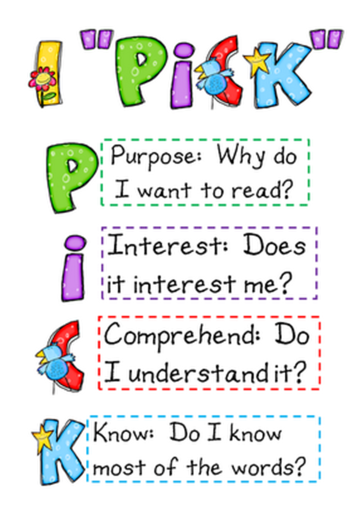 I "PiCK"
P Purpose: Why do
I want to read?
i Interest: Does
it interest me?
C Comprehend: Do
I understand it?
K Know: Do I know
most of the words?